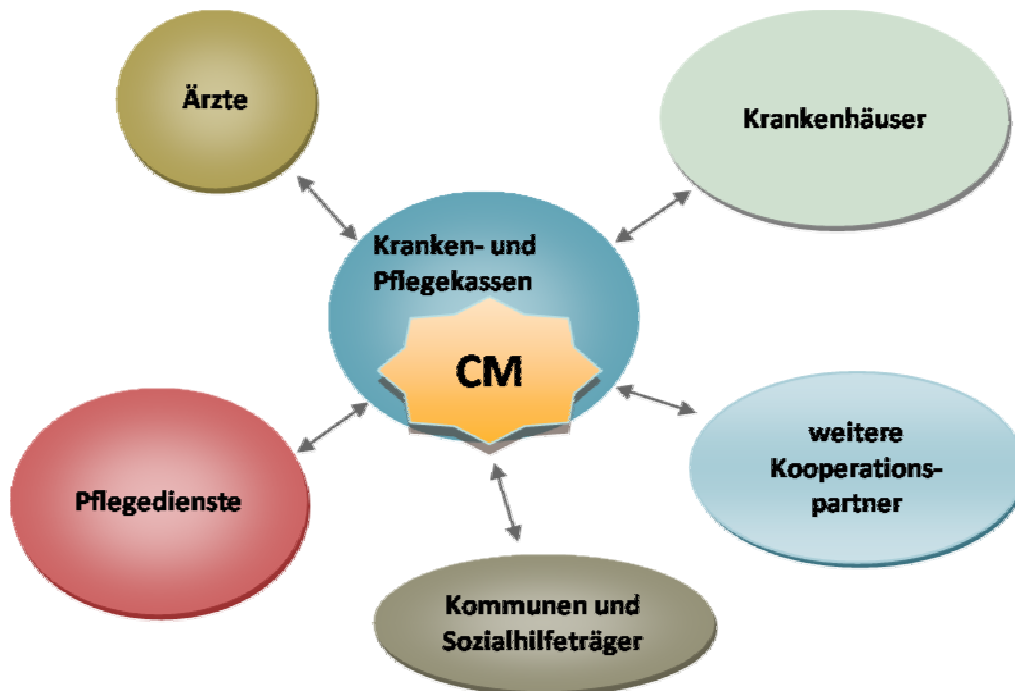 Ärzte
Krankenhäuser
Kranken- und
Pflegekassen
CM
weitere
Kooperations-
partner
Pflegedienste
Kommunen und
Sozialhilfeträger